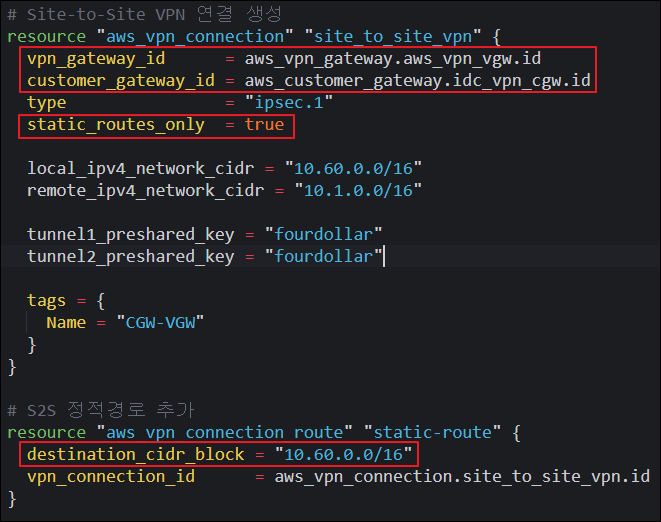 # Site-to-Site VPN 연결 생성
resource "aws_vpn_connection" "site_to_site_vpn" {
  vpn_gateway_id      = aws_vpn_gateway.aws_vpn_vgw.id
  customer_gateway_id = aws_customer_gateway.idc_vpn_cgw.id
  type                = "ipsec.1"
  static_routes_only  = true
  local_ipv4_network_cidr = "10.60.0.0/16"
  remote_ipv4_network_cidr = "10.1.0.0/16"
  tunnel1_preshared_key = "fourdollar"
  tunnel2_preshared_key = "fourdollar"
  tags = {
    Name = "CGW-VGW"
  }
}
# S2S 정적경로 추가
resource "aws_vpn_connection_route" "static-route" {
  destination_cidr_block = "10.60.0.0/16"
  vpn_connection_id      = aws_vpn_connection.site_to_site_vpn.id
}